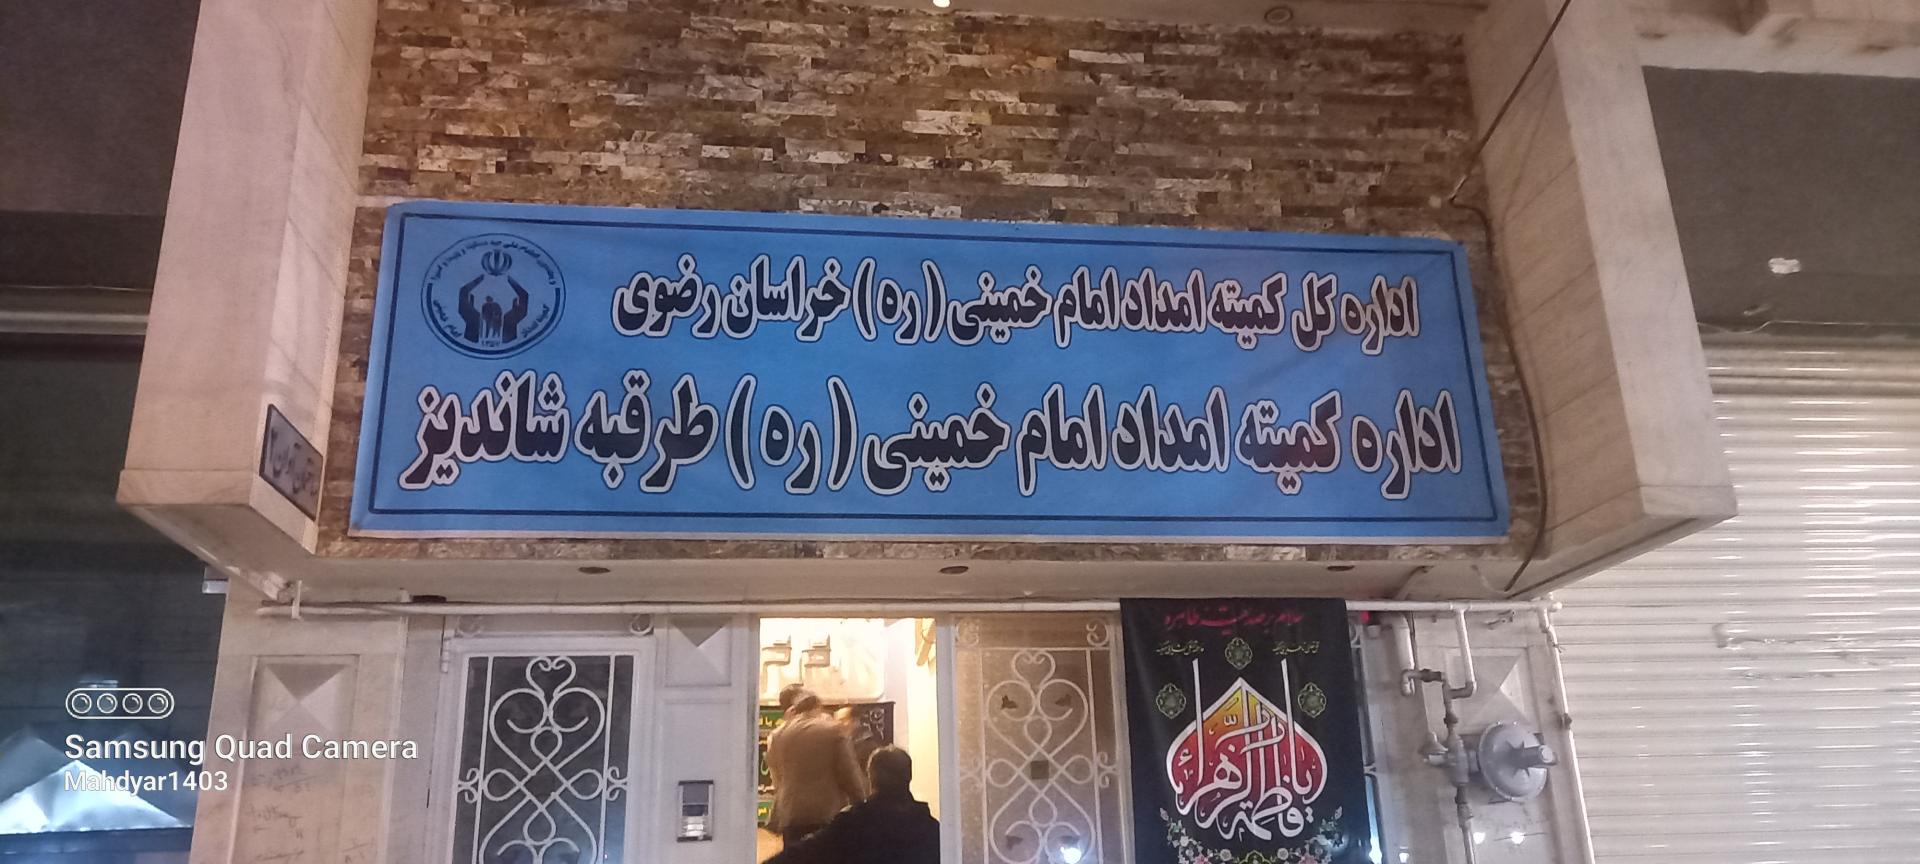 اداره کل کمیته امداد امام خمینی (ره) خراسان رضوی
اداره کمیته امداد امام خمینی (ره) طرقبه شاندیز
۱۳۵۷
یا فاطمة الزهراء
Samsung Quad Camera
Mahdyar1403